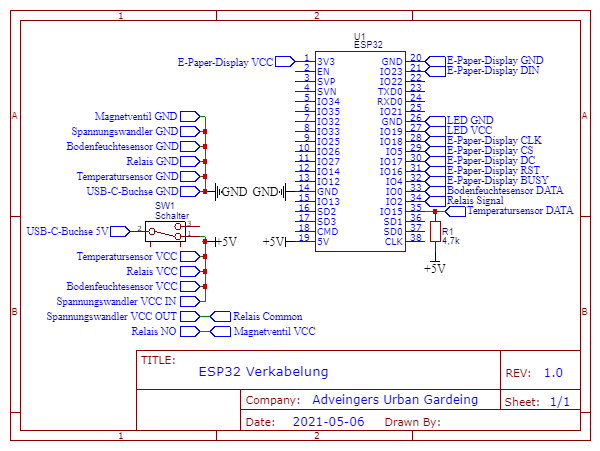 1 2
A A
B B
U1
ESP32
E-Paper-Display VCC 1 3V3 GND 20 E-Paper-Display GND
2 EN IO23 21 E-Paper-Display DIN
3 SVP IO22 22
4 SVN TXD0 23
5 IO34 RXD0 24
6 IO35 IO21 25
7 IO32 GND 26 LED GND
8 IO33 IO19 27 LED VCC
9 IO25 IO18 28 E-Paper-Display CLK
10 IO26 IO5 29 E-Paper-Display CS
11 IO27 IO17 30 E-Paper-Display DC
12 IO14 IO16 31 E-Paper-Display RST
13 IO12 IO4 32 E-Paper-Display BUSY
14 GND IO0 33 Bodenfeuchtesensor DATA
15 IO13 IO2 34 Relais Signal
16 SD2 IO15 35 Temperatursensor DATA
17 SD3 SD1 36
18 CMD SD0 37
19 5V CLK 38
R1
4,7k
+5V
Magnetventil GND
Spannungswandler GND
Bodenfeuchtesensor GND
Relais GND
Temperatursensor GND
USB-C-Buchse GND GND GND
SW1
Schalter
USB-C-Buchse 5V 2 3 1
+5V +5V
Temperatursensor VCC
Relais VCC
Bodenfeuchtesensor VCC
Spannungswandler VCC IN
Spannungswandler VCC OUT Relais Common
Relais NO Magnetventil VCC
TITLE:
ESP32 Verkabelung
REV: 1.0
Company: Adveingers Urban Gardeing
Sheet: 1/1
Date: 2021-05-06 Drawn By:
1 2